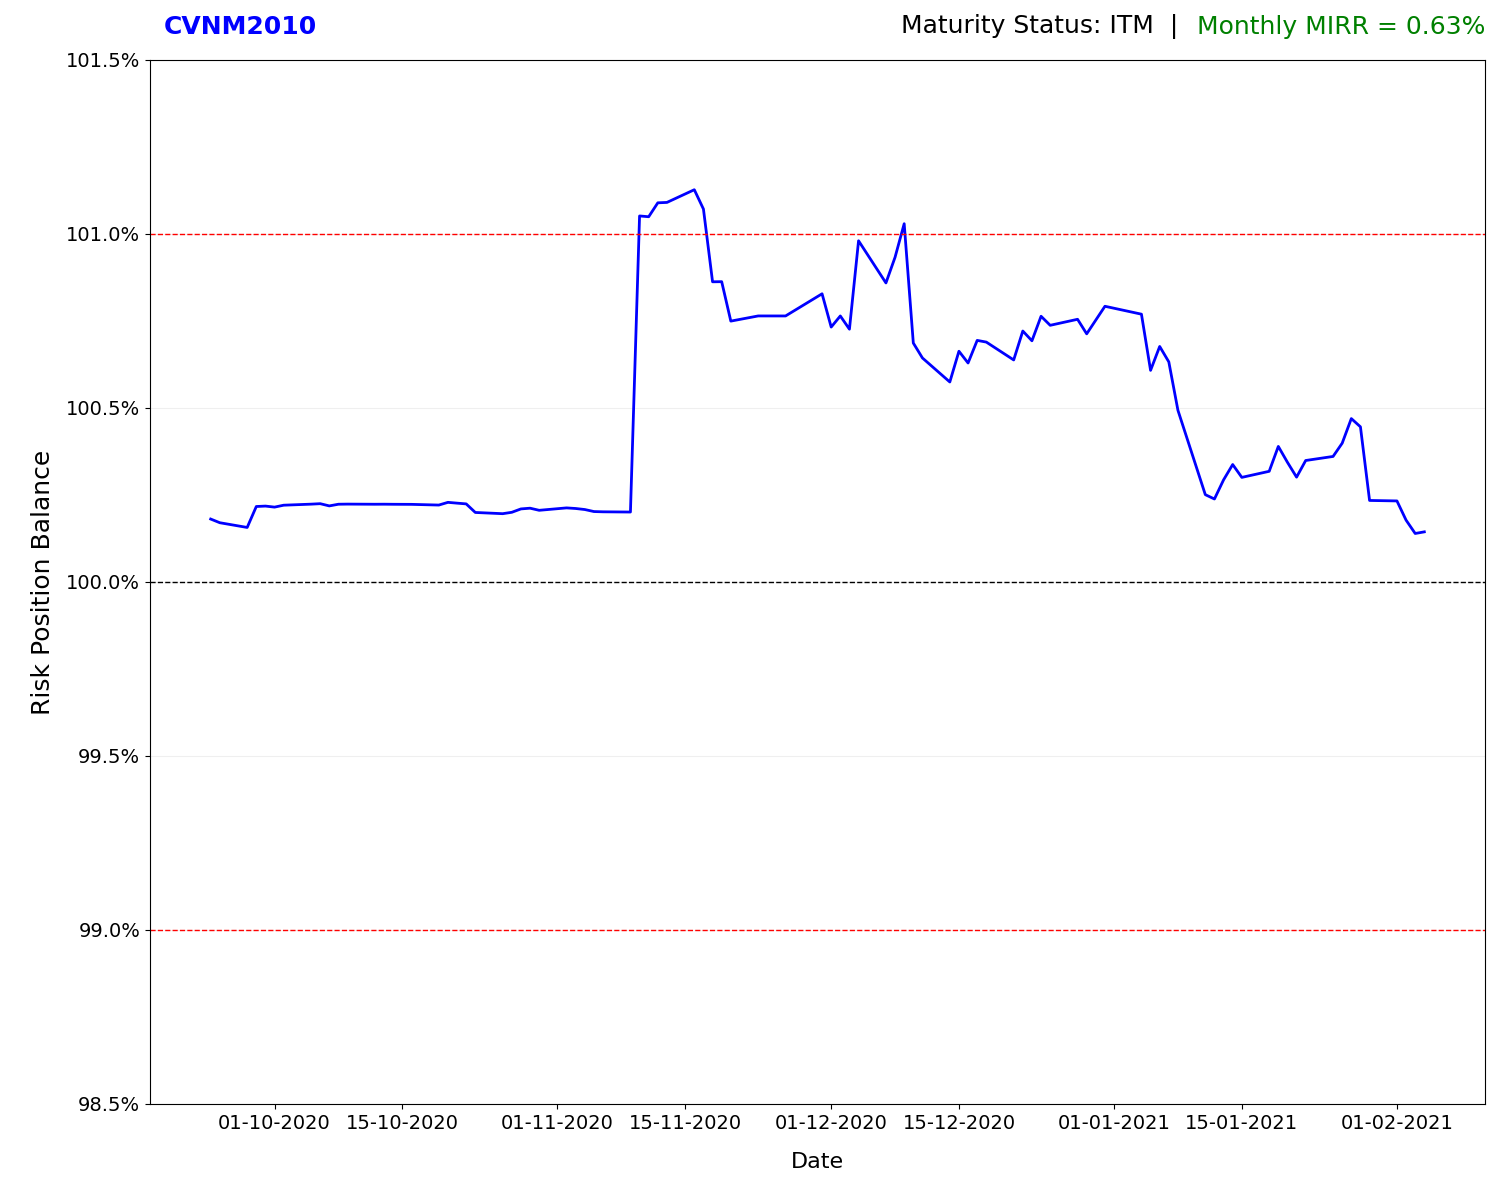 CVNM2010
Maturity Status: ITM | Monthly MIRR = 0.63%
101.5%
101.0%
100.5%
100.0%
99.5%
99.0%
98.5%
Risk Position Balance
01-10-2020 15-10-2020 01-11-2020 15-11-2020 01-12-2020 15-12-2020 01-01-2021 15-01-2021 01-02-2021
Date